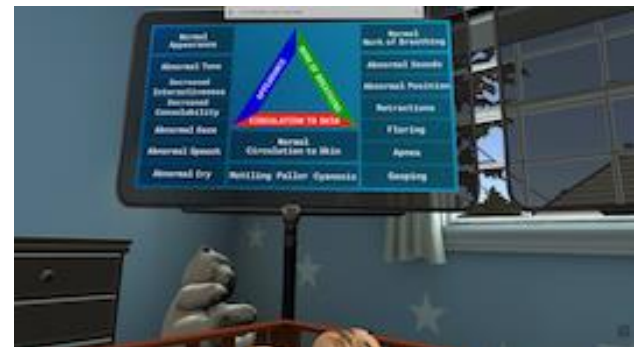 Normal
Appearance
Abnormal Tone
Decreased
Interactiveness
Decreased
Consolability
Abnormal Gaze
Abnormal Speech
Abnormal Cry
APPEARANCE
WORK OF BREATHING
CIRCULATION TO SKIN
Normal
Circulation to Skin
Mottling Pallor Cyanosis
Normal
Work of Breathing
Abnormal Sounds
Abnormal Position
Retractions
Flaring
Apnea
Gasping